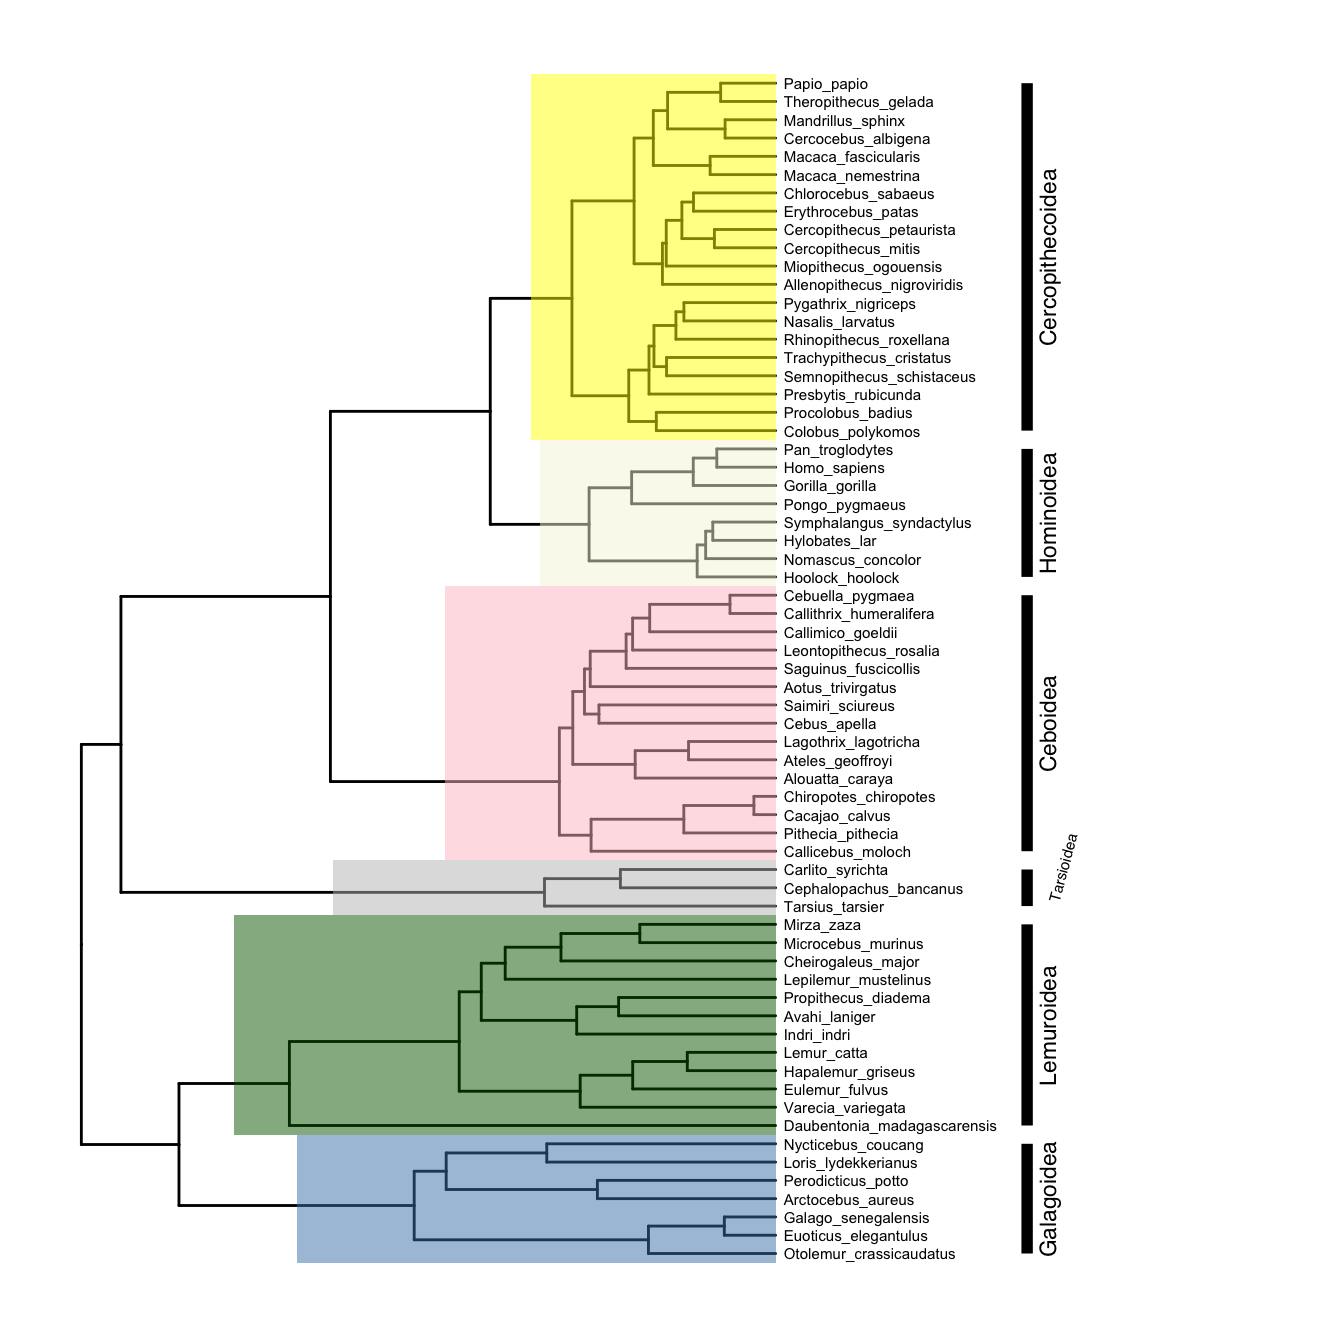 Papio_papio
Theropithecus_gelada
Mandrillus_sphinx
Cercocebus_albigena
Macaca_fascicularis
Macaca_nemestrina
Chlorocebus_sabaeus
Erythrocebus_patas
Cercopithecus_petaurista
Cercopithecus_mitis
Miopithecus_ogouensis
Allenopithecus_nigroviridis
Pygathrix_nigriceps
Nasalis_larvatus
Rhinopithecus_roxellana
Trachypithecus_cristatus
Semnopithecus_schistaceus
Presbytis_rubicunda
Procolobus_badius
Colobus_polykomos
Cercopithecoidea
Pan_troglodytes
Homo_sapiens
Gorilla_gorilla
Pongo_pygmaeus
Symphalangus_syndactylus
Hylobates_lar
Nomascus_concolor
Hoolock_hoolock
Hominoidea
Cebuella_pygmaea
Callithrix_humeralifera
Callimico_goeldii
Leontopithecus_rosalia
Saguinus_fuscicollis
Aotus_trivirgatus
Saimiri_sciureus
Cebus_apella
Lagothrix_lagotricha
Ateles_geoffroyi
Alouatta_caraya
Chiropotes_chiropotes
Cacajao_calvus
Pithecia_pithecia
Callicebus_moloch
Ceboidea
Carlito_syrichta
Cephalopachus_bancanus
Tarsius_tarsier
Tarsioidea
Mirza_zaza
Microcebus_murinus
Cheirogaleus_major
Lepilemur_mustelinus
Propithecus_diadema
Avahi_laniger
Indri_indri
Lemur_catta
Hapalemur_griseus
Eulemur_fulvus
Varecia_variegata
Daubentonia_madagascarensis
Lemuroidea
Nycticebus_coucang
Loris_lydekkerianus
Perodicticus_potto
Arctocebus_aureus
Galago_senegalensis
Euoticus_elegantulus
Otolemur_crassicaudatus
Galagoidea